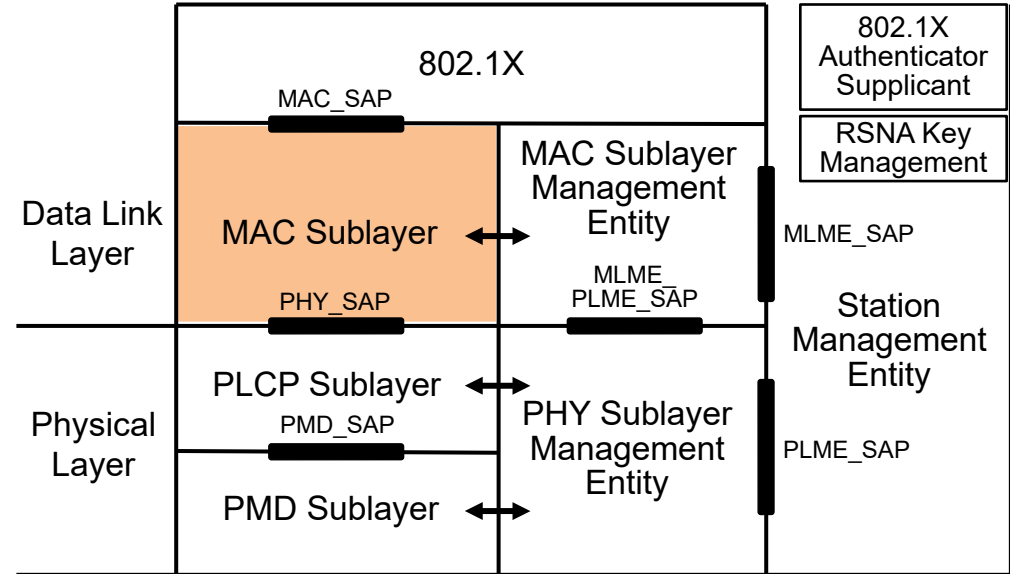 802.1X
MAC_SAP
802.1X
Authenticator
Supplicant
RSNA Key
Management
Data Link
Layer
MAC Sublayer
MAC Sublayer
Management
Entity
MLME_SAP
PHY_SAP
MLME_
PLME_SAP
Station
Management
Entity
Physical
Layer
PLCP Sublayer
PMD_SAP
PMD Sublayer
PHY Sublayer
Management
Entity
PLME_SAP